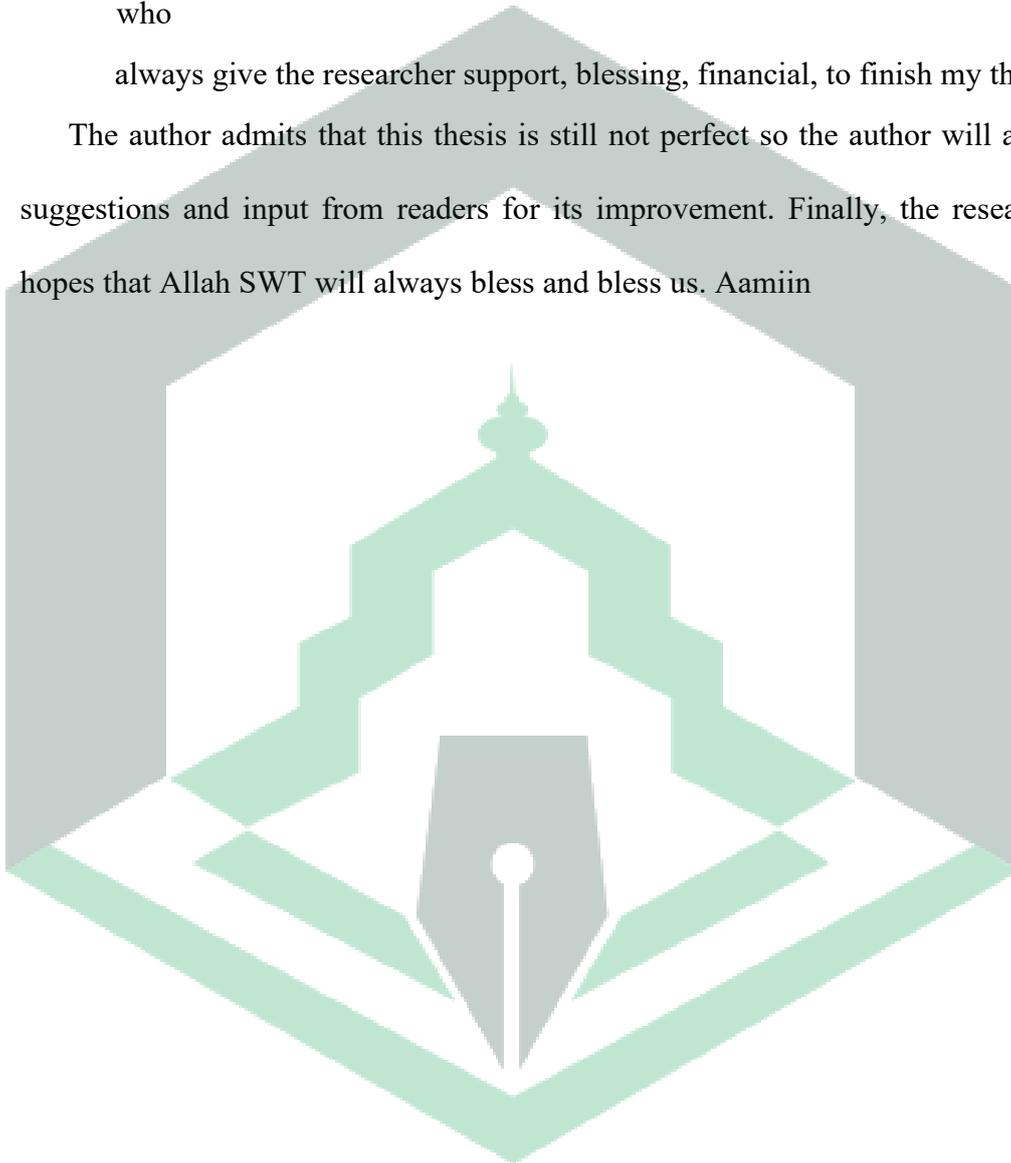 who
always give the researcher support, blessing, financial, to finish my th
The author admits that this thesis is still not perfect so the author will a
suggestions and input from readers for its improvement. Finally, the resea
hopes that Allah SWT will always bless and bless us. Aamiin